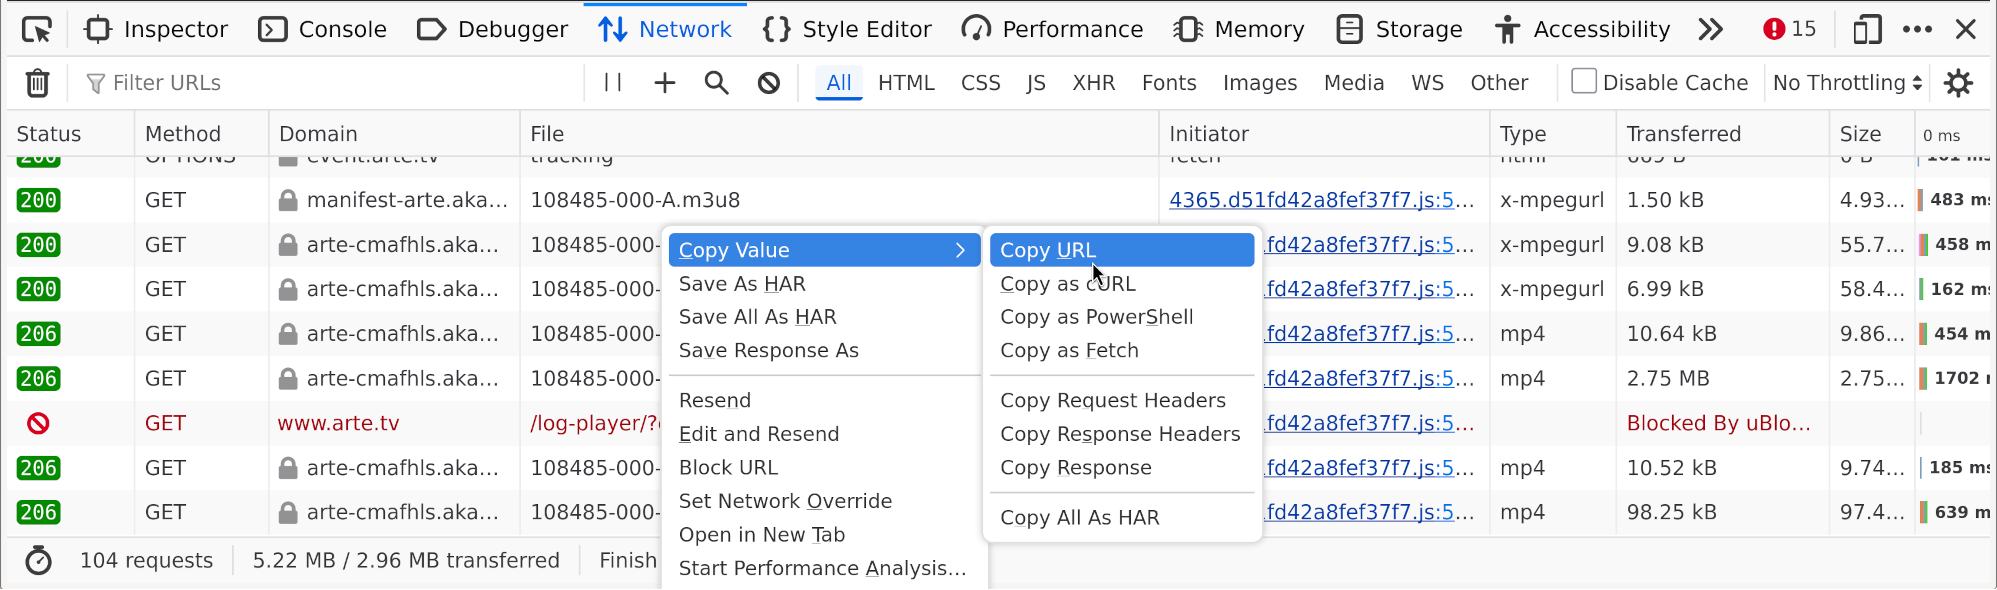 Inspector Console Debugger Network Style Editor Performance Memory Storage Accessibility 15
Filter URLs All HTML CSS JS XHR Fonts Images Media WS Other Disable Cache No Throttling
Status Method Domain File Initiator Type Transferred Size 0 ms
200 OPTIONS event.arte.tv tracking fetch html 669 B 0 B 161 ms
200 GET manifest-arte.aka... 108485-000-A.m3u8 4365.d51fd42a8fef37f7.js:5... x-mpegurl 1.50 kB 4.93... 483 ms
200 GET arte-cmafhls.aka... 108485-000- fd42a8fef37f7.js:5... x-mpegurl 9.08 kB 55.7... 458 m
200 GET arte-cmafhls.aka... 108485-000- fd42a8fef37f7.js:5... x-mpegurl 6.99 kB 58.4... 162 ms
206 GET arte-cmafhls.aka... 108485-000- fd42a8fef37f7.js:5... mp4 10.64 kB 9.86... 454 m
206 GET arte-cmafhls.aka... 108485-000- fd42a8fef37f7.js:5... mp4 2.75 MB 2.75... 1702
GET www.arte.tv /log-player/? fd42a8fef37f7.js:5... Blocked By uBlo...
206 GET arte-cmafhls.aka... 108485-000- fd42a8fef37f7.js:5... mp4 10.52 kB 9.74... 185 ms
206 GET arte-cmafhls.aka... 108485-000- fd42a8fef37f7.js:5... mp4 98.25 kB 97.4... 639 m
104 requests 5.22 MB / 2.96 MB transferred Finish
Copy Value
Save As HAR
Save All As HAR
Save Response As
Resend
Edit and Resend
Block URL
Set Network Override
Open in New Tab
Start Performance Analysis...
Copy URL
Copy as cURL
Copy as PowerShell
Copy as Fetch
Copy Request Headers
Copy Response Headers
Copy Response
Copy All As HAR